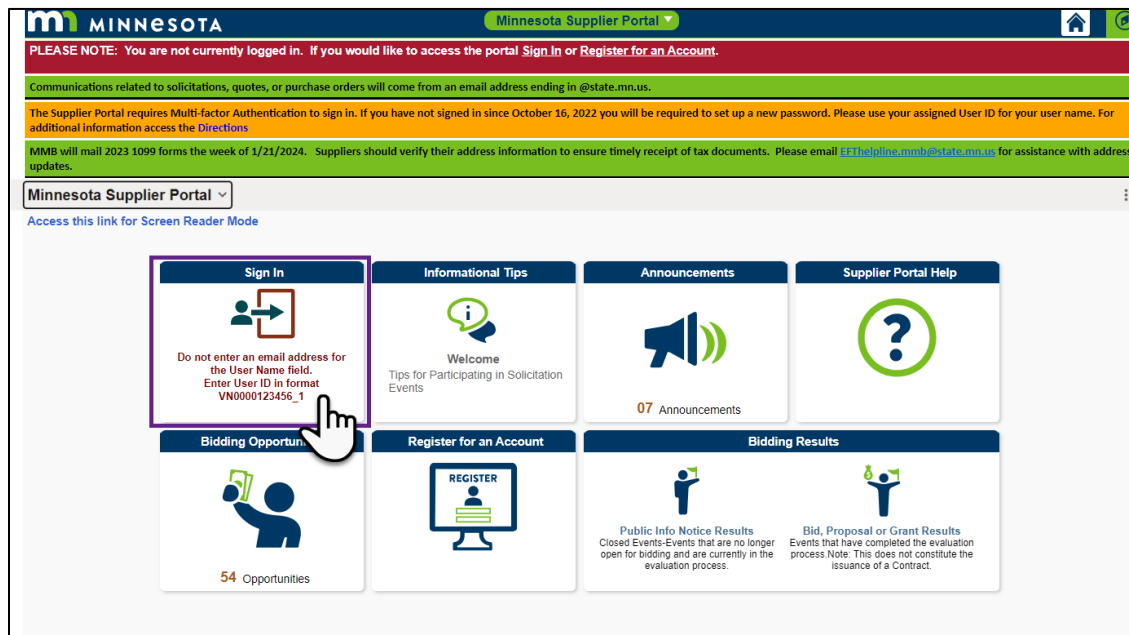 MINNESOTA
Minnesota Supplier Portal
PLEASE NOTE: You are not currently logged in. If you would like to access the portal Sign In or Register for an Account.
Communications related to solicitations, quotes, or purchase orders will come from an email address ending in @state.mn.us.
The Supplier Portal requires Multi-factor Authentication to sign in. If you have not signed in since October 16, 2022 you will be required to set up a new password. Please use your assigned User ID for your user name. For
additional information access the Directions
MMB will mail 2023 1099 forms the week of 1/21/2024. Suppliers should verify their address information to ensure timely receipt of tax documents. Please email EFThelpline.mmb@state.mn.us for assistance with address
updates.
Minnesota Supplier Portal
Access this link for Screen Reader Mode
Sign In
Do not enter an email address for
the User Name field.
Enter User ID in format
VN0000123456_1
Informational Tips
Welcome
Tips for Participating in Solicitation
Events
Announcements
07 Announcements
Supplier Portal Help
Bidding Opportun
54 Opportunities
Register for an Account
REGISTER
Bidding Results
Public Info Notice Results
Closed Events-Events that are no longer
open for bidding and are currently in the
evaluation process.
Bid, Proposal or Grant Results
Events that have completed the evaluation
process.Note: This does not constitute the
issuance of a Contract.